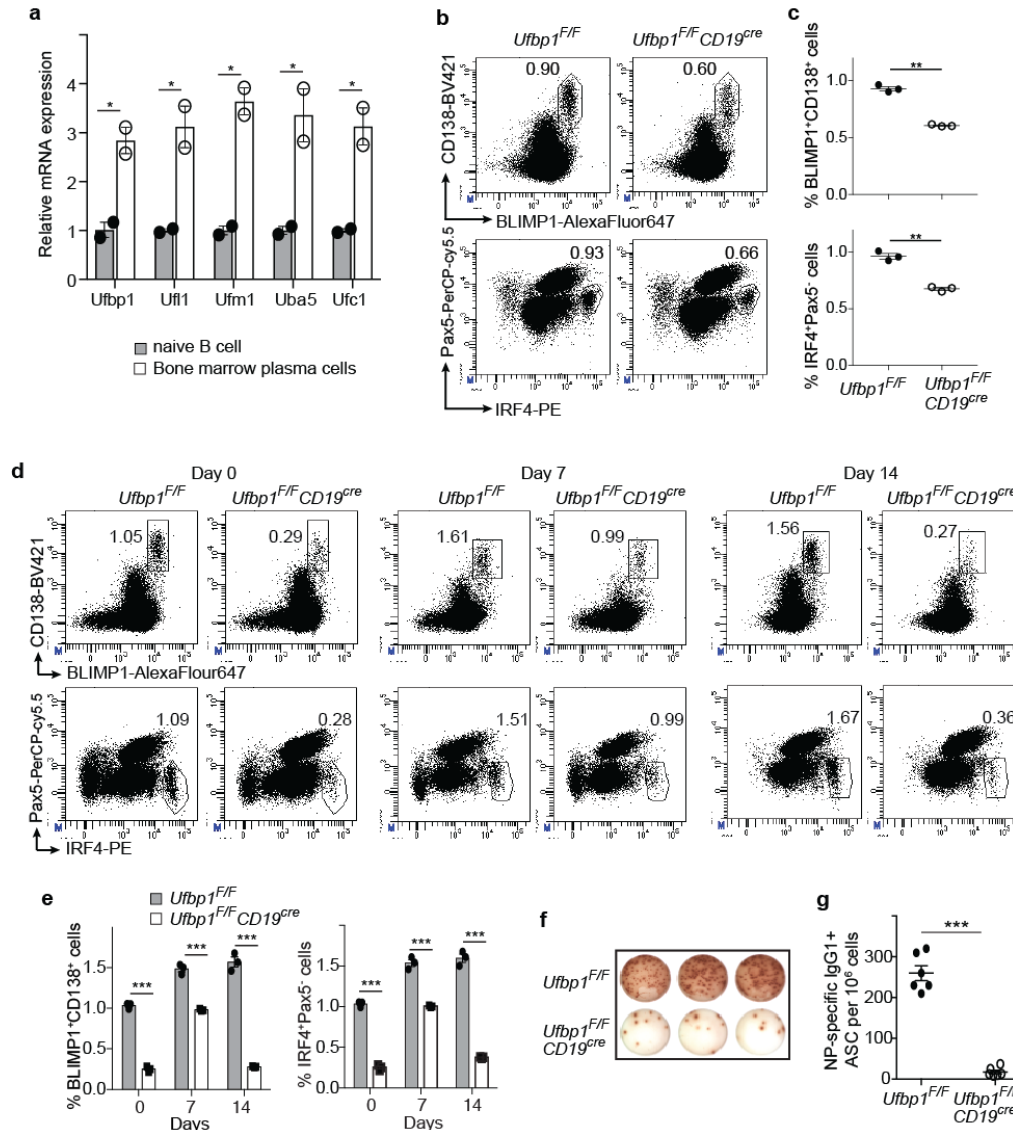 a
Relative mRNA expression
6
4
3
2
1
0
*
*
*
*
*
Ufbp1
Ufl1
Ufm1
Uba5
Ufc1
naive B cell
Bone marrow plasma cells
b
Ufbp1F/F
Ufbp1F/F CD19cre
0.90
0.60
CD138-BV421
BLIMP1-AlexaFluor647
0.93
0.66
Pax5-PerCP-cy5.5
IRF4-PE
c
% BLIMP1+CD138+ cells
1.0
0.5
0.0
**
% IRF4+Pax5- cells
1.0
0.5
0.0
**
Ufbp1F/F
Ufbp1F/F
CD19cre
d
Day 0
Day 7
Day 14
Ufbp1F/F
Ufbp1F/F CD19cre
Ufbp1F/F
Ufbp1F/F CD19cre
Ufbp1F/F
Ufbp1F/F CD19cre
1.05
0.29
1.61
0.99
1.56
0.27
CD138-BV421
BLIMP1-AlexaFlour647
1.09
0.28
1.51
0.99
1.67
0.36
Pax5-PerCP-cy5.5
IRF4-PE
e
Ufbp1F/F
Ufbp1F/F CD19cre
% BLIMP1+CD138+ cells
1.5
1.0
0.5
0.0
***
***
***
0
7
14
Days
% IRF4+Pax5- cells
1.5
1.0
0.5
0.0
***
***
***
0
7
14
Days
f
Ufbp1F/F
Ufbp1F/F
CD19cre
g
NP-specific IgG1+
ASC per 106 cells
300
200
100
0
***
Ufbp1F/F
Ufbp1F/F
CD19cre